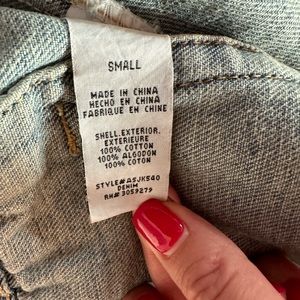 SMALL
MADE IN CHINA
HECHO EN CHINA
FABRIQUE EN CHINE
SHELL.EXTERIOR.
EXTERIEURE
100% COTTON
100% ALGODON
100% COTON
STYLE#ASJK540
DENIM
RN# 3059279